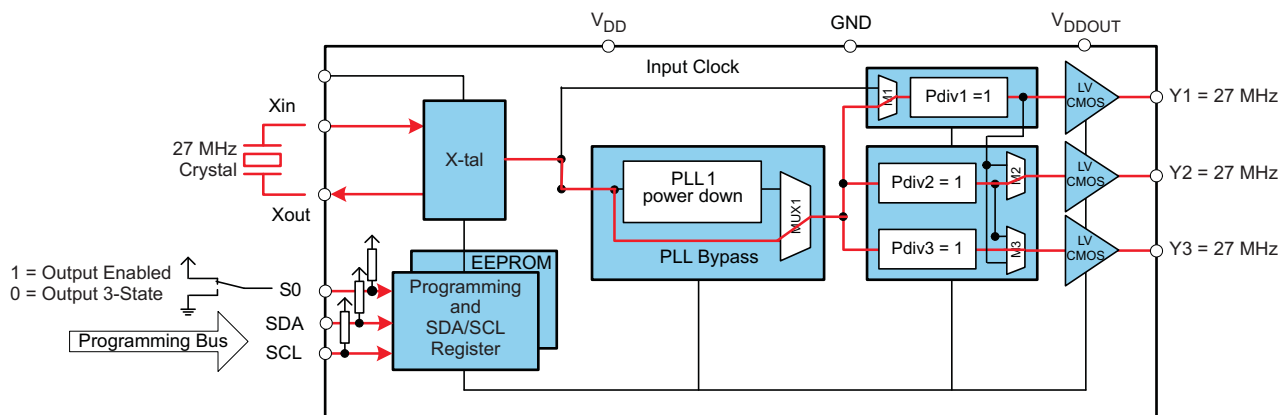 VDD
GND
VDDOUT
Input Clock
Xin
27 MHz
Crystal
Xout
X-tal
PLL 1
power down
MUX1
PLL Bypass
M1
Pdiv1 =1
LV
CMOS
Y1 = 27 MHz
Pdiv2 = 1
M2
LV
CMOS
Y2 = 27 MHz
Pdiv3 = 1
M3
LV
CMOS
Y3 = 27 MHz
1 = Output Enabled
0 = Output 3-State
S0
SDA
SCL
Programming Bus
EEPROM
Programming
and
SDA/SCL
Register